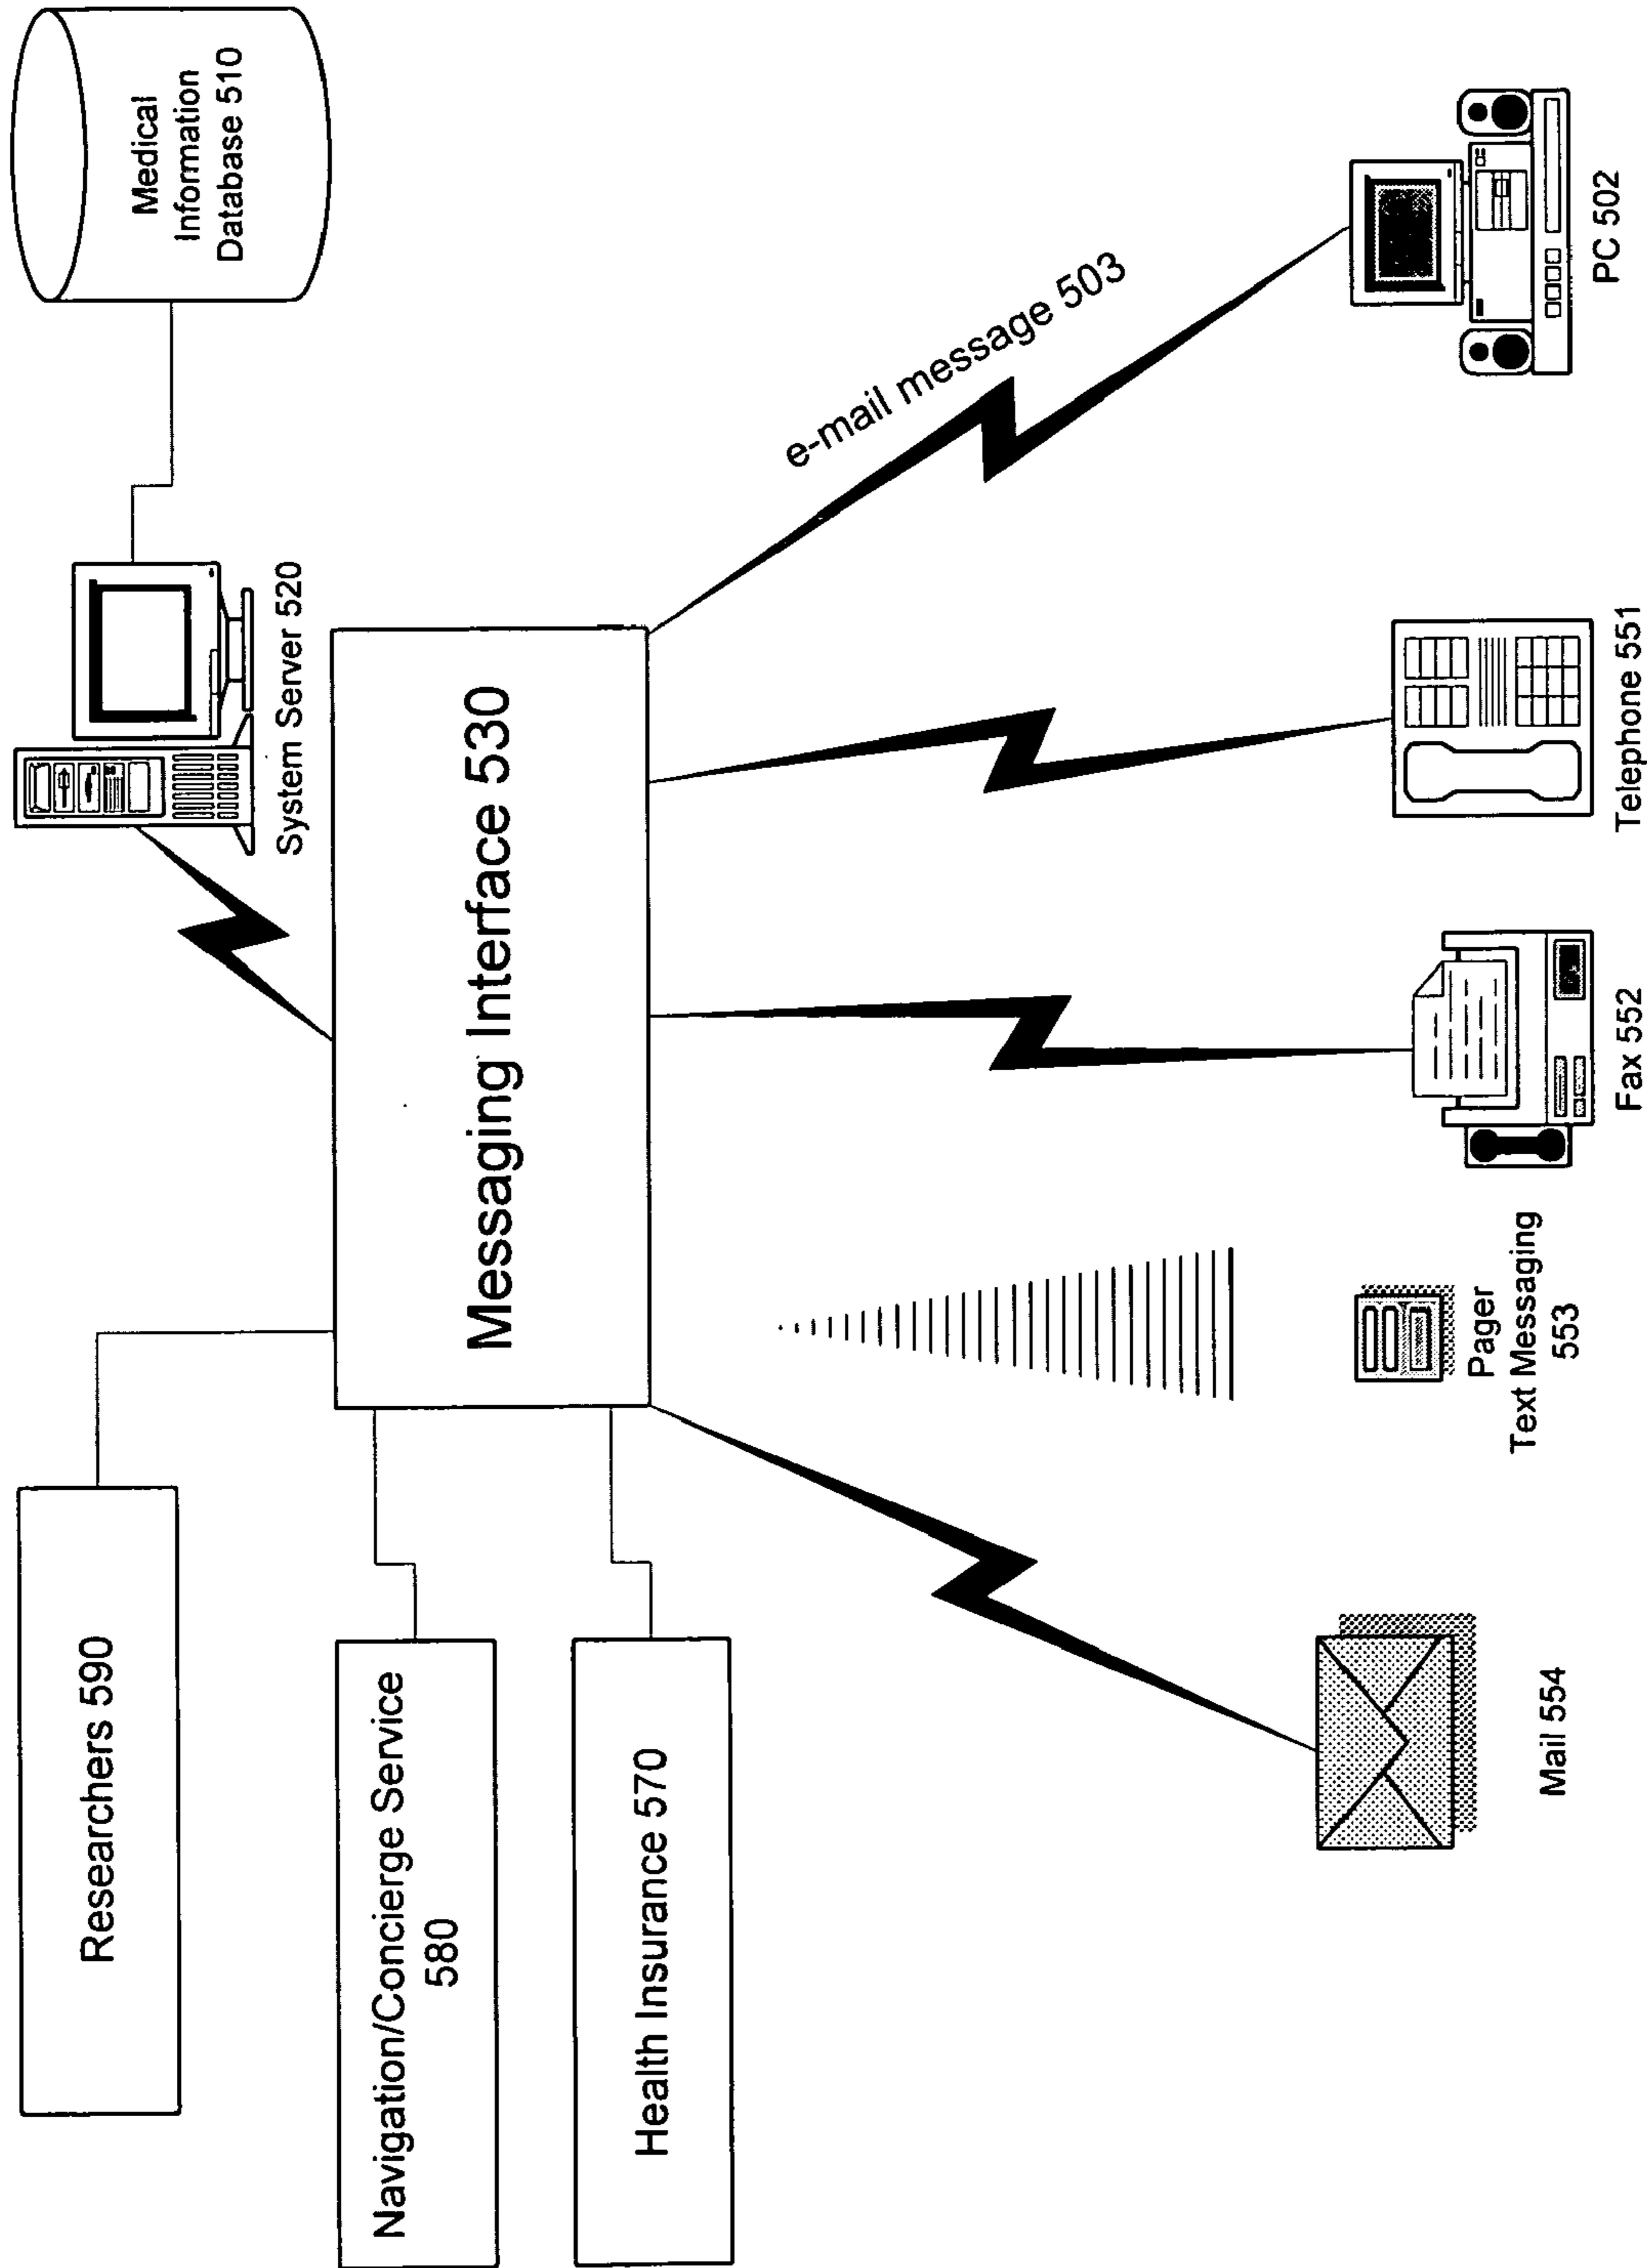 Researchers 590
Navigation/Concierge Service
580
Health Insurance 570
Messaging Interface 530
System Server 520
Medical
Information
Database 510
e-mail message 503
Mail 554
Pager
Text Messaging
553
Fax 552
Telephone 551
PC 502